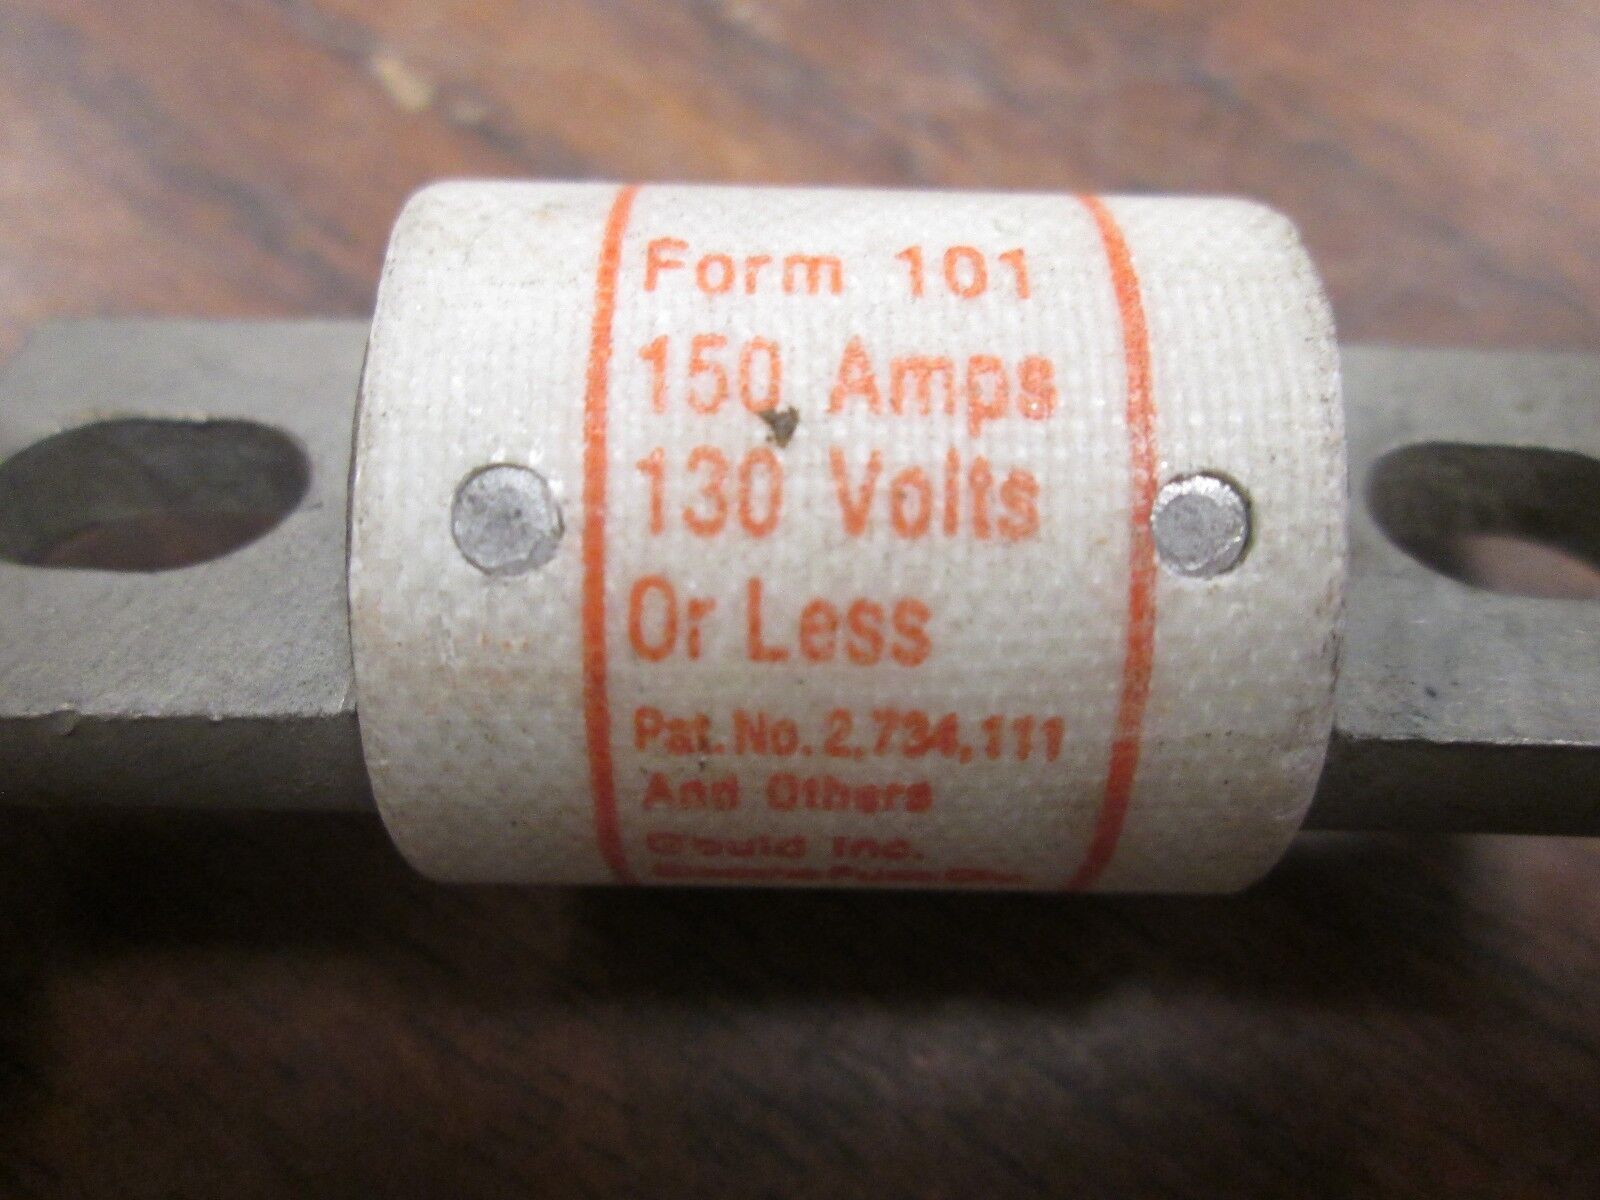 Form 101
150 Amps
130 Volts
Or Less
Pat. No. 2,734,111
And Others
Gould Inc.